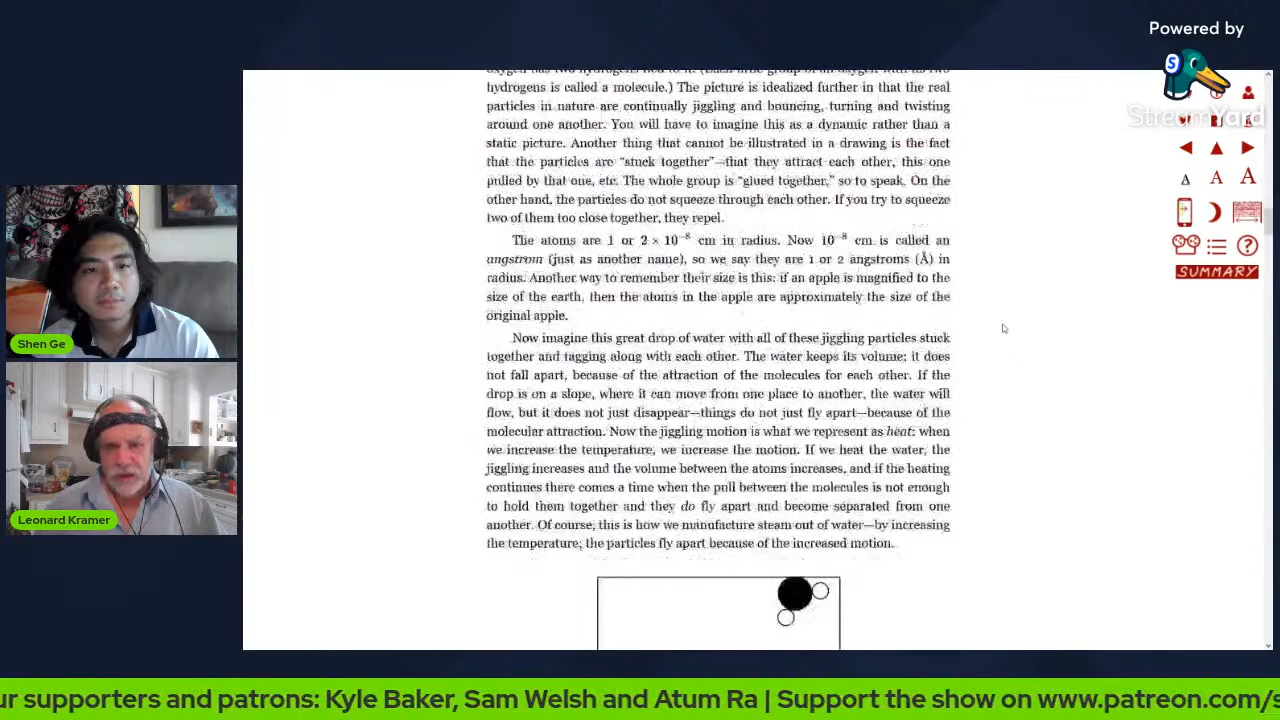 Powered by
StreamYard
hydrogens is called a molecule.) The picture is idealized further in that the real
particles in nature are continually jiggling and bouncing, turning and twisting
around one another. You will have to imagine this as a dynamic rather than a
static picture. Another thing that cannot be illustrated in a drawing is the fact
that the particles are “stuck together”—that they attract each other, this one
pulled by that one, etc. The whole group is “glued together,” so to speak. On the
other hand, the particles do not squeeze through each other. If you try to squeeze
two of them too close together, they repel.
The atoms are 1 or 2 × 10⁻⁸ cm in radius. Now 10⁻⁸ cm is called an
angstrom (just as another name), so we say they are 1 or 2 angstroms (Å) in
radius. Another way to remember their size is this: if an apple is magnified to the
size of the earth, then the atoms in the apple are approximately the size of the
original apple.
Now imagine this great drop of water with all of these jiggling particles stuck
together and tagging along with each other. The water keeps its volume; it does
not fall apart, because of the attraction of the molecules for each other. If the
drop is on a slope, where it can move from one place to another, the water will
flow, but it does not just disappear—things do not just fly apart—because of the
molecular attraction. Now the jiggling motion is what we represent as heat: when
we increase the temperature, we increase the motion. If we heat the water, the
jiggling increases and the volume between the atoms increases, and if the heating
continues there comes a time when the pull between the molecules is not enough
to hold them together and they do fly apart and become separated from one
another. Of course, this is how we manufacture steam out of water—by increasing
the temperature; the particles fly apart because of the increased motion.
A A A
SUMMARY
Shen Ge
Leonard Kramer
ur supporters and patrons: Kyle Baker, Sam Welsh and Atum Ra | Support the show on www.patreon.com/s